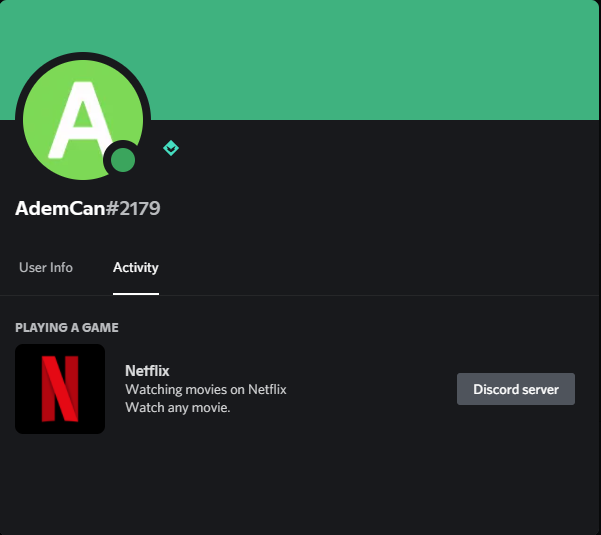 A
AdemCan#2179
User Info
Activity
PLAYING A GAME
N
Netflix
Watching movies on Netflix
Watch any movie.
Discord server